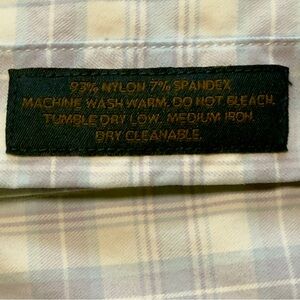 93% NYLON 7% SPANDEX
MACHINE WASH WARM. DO NOT BLEACH.
TUMBLE DRY LOW. MEDIUM IRON.
DRY CLEANABLE.